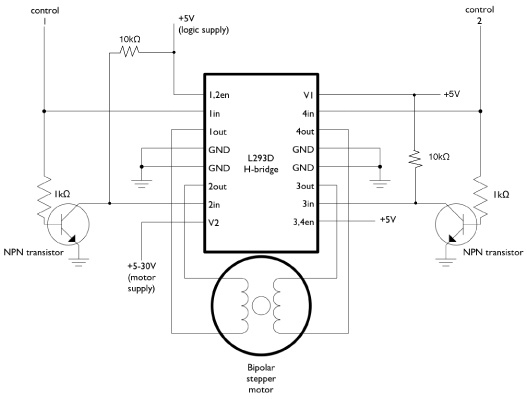 control
1
control
2
+5V
(logic supply)
10kΩ
1,2en
V1
+5V
1in
4in
1out
4out
GND
GND
L293D
H-bridge
GND
GND
10kΩ
2out
3out
1kΩ
1kΩ
2in
3in
V2
3,4en
+5V
NPN transistor
NPN transistor
+5-30V
(motor
supply)
Bipolar
stepper
motor